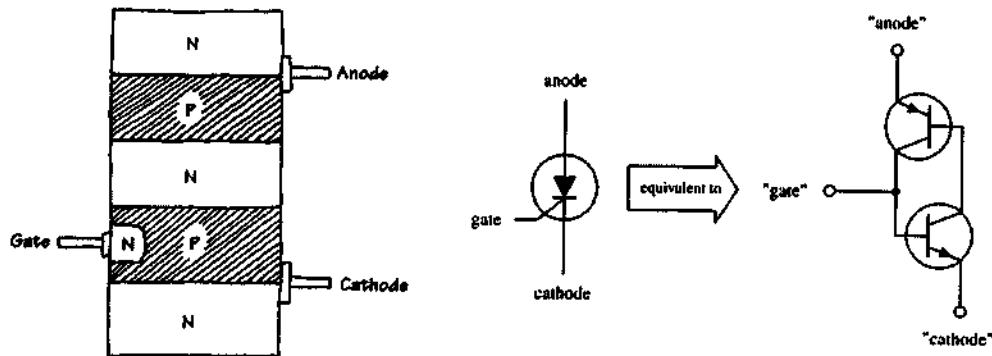 N
Anode
P
N
Gate
N
P
Cathode
N
anode
gate
cathode
equivalent to
"anode"
"gate"
"cathode"